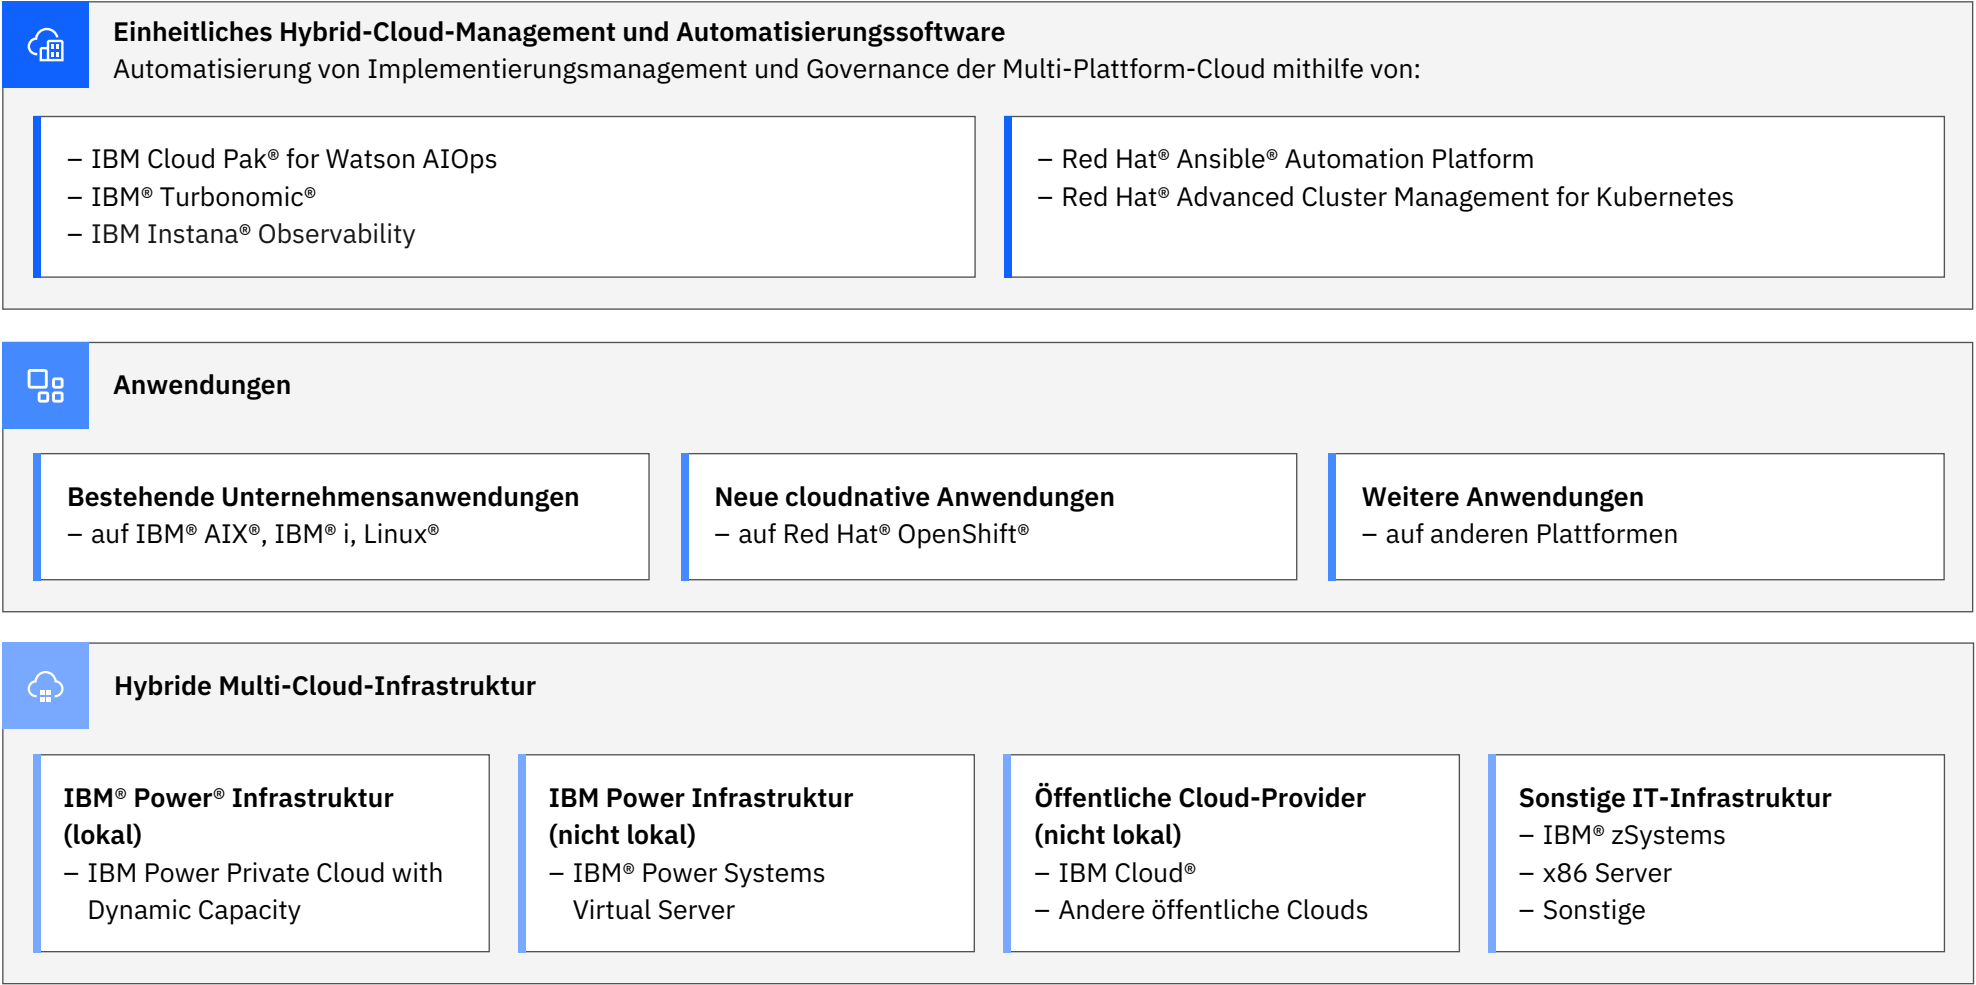 Einheitliches Hybrid-Cloud-Management und Automatisierungssoftware
Automatisierung von Implementierungsmanagement und Governance der Multi-Plattform-Cloud mithilfe von:
– IBM Cloud Pak® for Watson AIOps
– IBM® Turbonomic®
– IBM Instana® Observability
– Red Hat® Ansible® Automation Platform
– Red Hat® Advanced Cluster Management for Kubernetes
Anwendungen
Bestehende Unternehmensanwendungen
– auf IBM® AIX®, IBM® i, Linux®
Neue cloudnative Anwendungen
– auf Red Hat® OpenShift®
Weitere Anwendungen
– auf anderen Plattformen
Hybride Multi-Cloud-Infrastruktur
IBM® Power® Infrastruktur
(lokal)
– IBM Power Private Cloud with
Dynamic Capacity
IBM Power Infrastruktur
(nicht lokal)
– IBM® Power Systems
Virtual Server
Öffentliche Cloud-Provider
(nicht lokal)
– IBM Cloud®
– Andere öffentliche Clouds
Sonstige IT-Infrastruktur
– IBM® zSystems
– x86 Server
– Sonstige